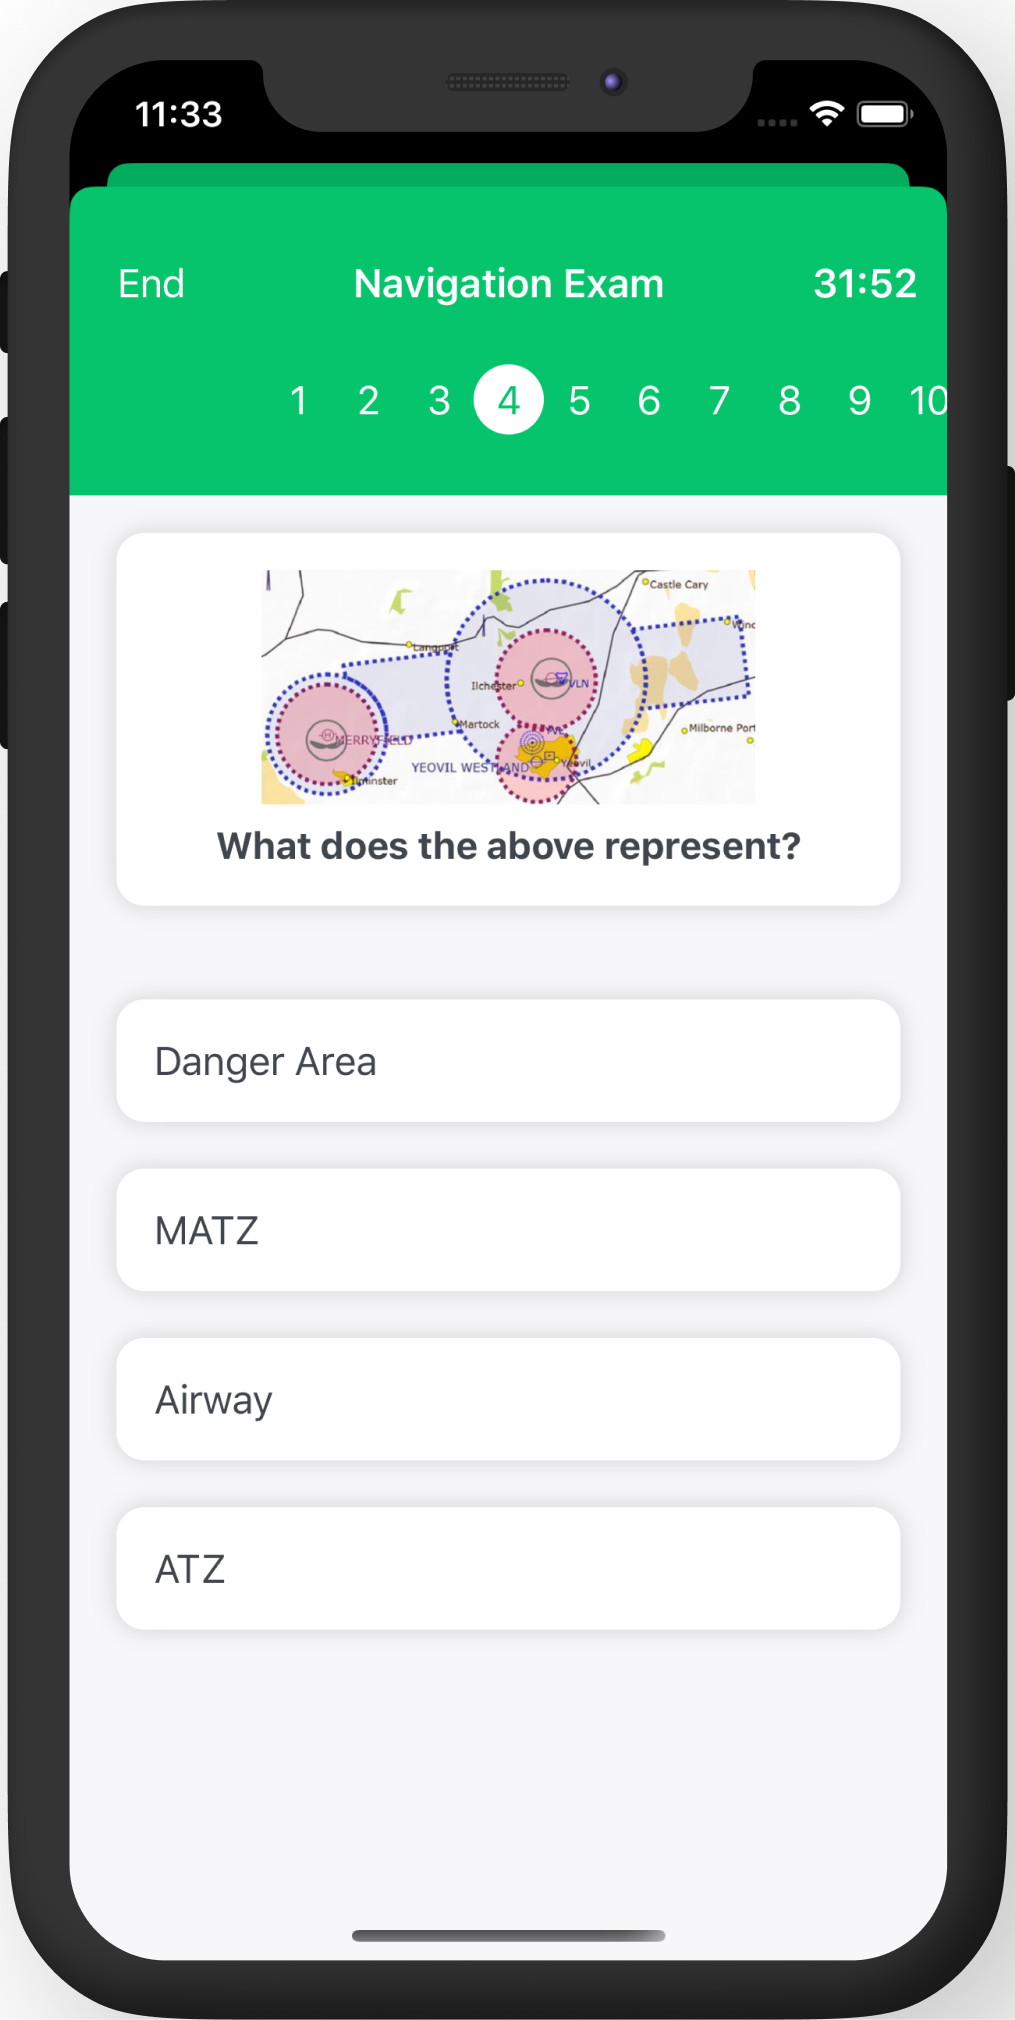 11:33
End Navigation Exam 31:52
1 2 3 4 5 6 7 8 9 10
Castle Cary
Langport
Ilchester
VLN
Martock
Milborne Port
MERRYFIELD
YEOVIL WESTLAND
Yeovil
Ilminster
What does the above represent?
Danger Area
MATZ
Airway
ATZ